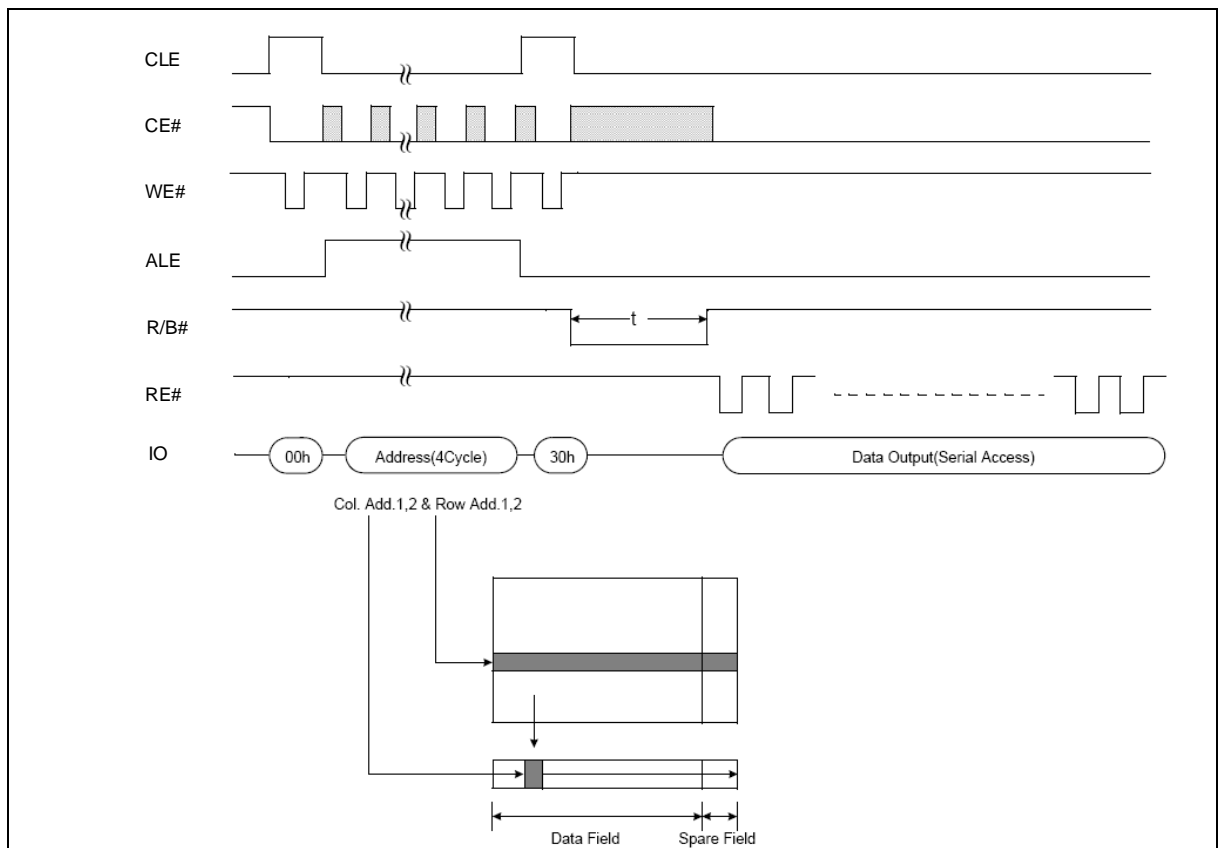 CLE
CE#
WE#
ALE
R/B#
t
RE#
IO
00h
Address(4Cycle)
30h
Data Output(Serial Access)
Col. Add.1,2 & Row Add.1,2
Data Field
Spare Field